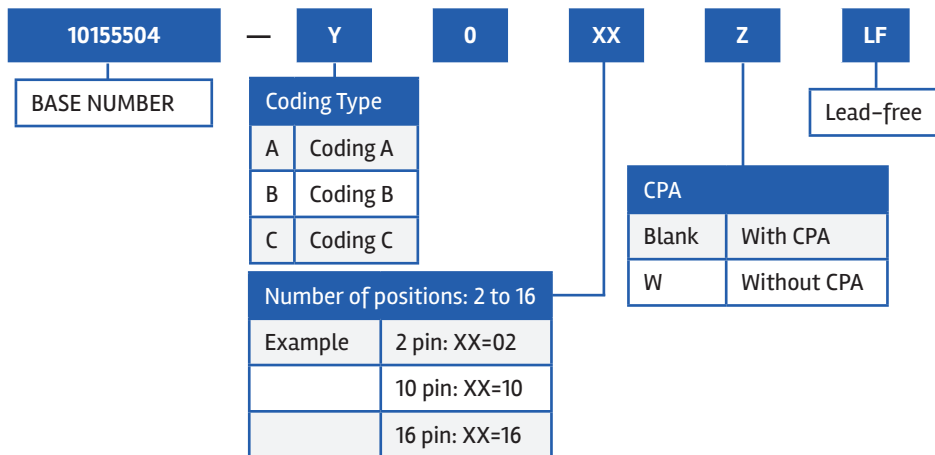 10155504 — Y 0 XX Z LF
BASE NUMBER
Lead-free
Coding Type
A Coding A
B Coding B
C Coding C
CPA
Blank With CPA
W Without CPA
Number of positions: 2 to 16
Example 2 pin: XX=02
10 pin: XX=10
16 pin: XX=16